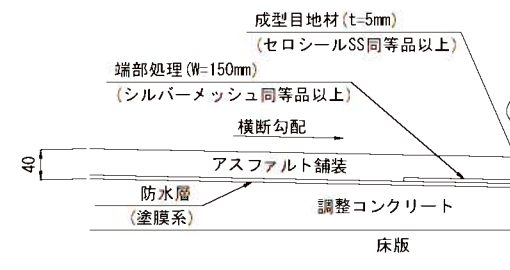 成型目地材(t=5mm)
(セロシールSS同等品以上)
端部処理(W=150mm)
(シルバーメッシュ同等品以上)
横断勾配
40
アスファルト舗装
防水層
(塗膜系)
調整コンクリート
床版